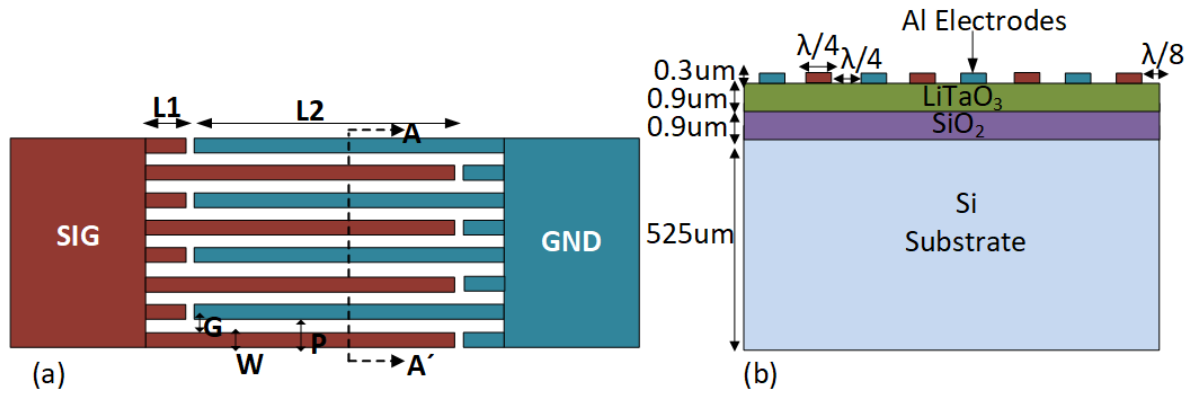 L1
L2
A
SIG
GND
G
W
P
A´
(a)
Al Electrodes
λ/4
λ/4
λ/8
0.3um
0.9um
LiTaO3
0.9um
SiO2
525um
Si
Substrate
(b)